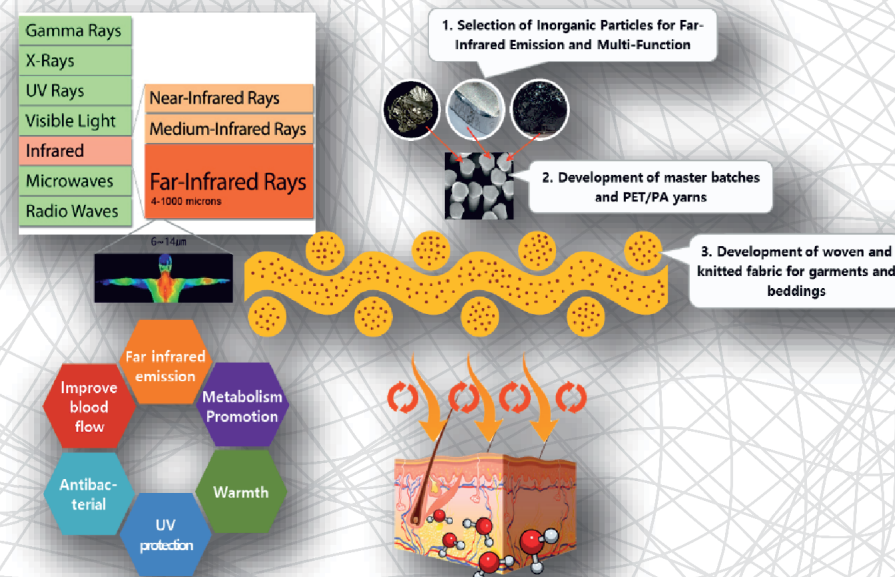 Gamma Rays
X-Rays
UV Rays
Visible Light
Infrared
Microwaves
Radio Waves
Near-Infrared Rays
Medium-Infrared Rays
Far-Infrared Rays
4-1000 microns
6~14μm
1. Selection of Inorganic Particles for Far-
Infrared Emission and Multi-Function
2. Development of master batches
and PET/PA yarns
3. Development of woven and
knitted fabric for garments and
beddings
Far infrared
emission
Improve
blood
flow
Metabolism
Promotion
Antibac-
terial
Warmth
UV
protection